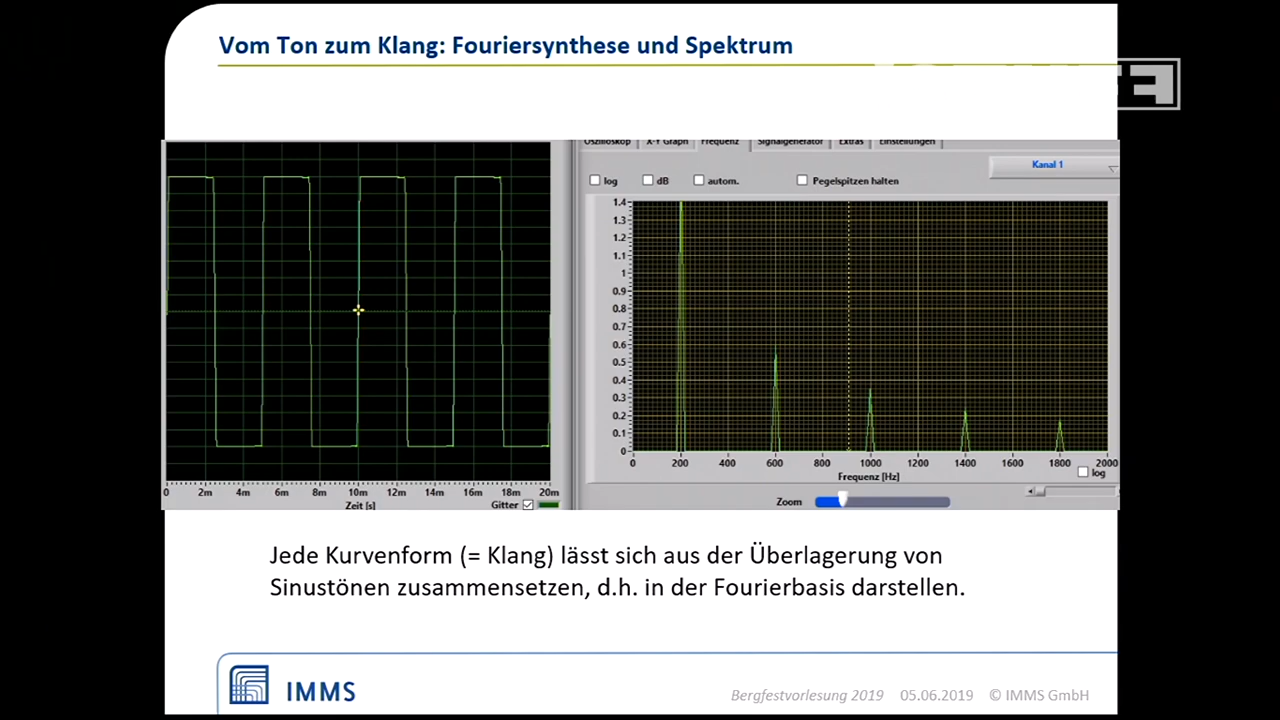 Vom Ton zum Klang: Fouriersynthese und Spektrum
Oszilloskop X-Y Graph Frequenz Signalgenerator Extras Einstellungen
Kanal 1
log dB autom. Pegelspitzen halten
1.4
1.3
1.2
1.1
1
0.9
0.8
0.7
0.6
0.5
0.4
0.3
0.2
0.1
0
0 200 400 600 800 1000 1200 1400 1600 1800 2000
Frequenz [Hz]
log
Zoom
0 2m 4m 6m 8m 10m 12m 14m 16m 18m 20m
Zeit [s]
Gitter
Jede Kurvenform (= Klang) lässt sich aus der Überlagerung von
Sinustönen zusammensetzen, d.h. in der Fourierbasis darstellen.
IMMS
Bergfestvorlesung 2019 05.06.2019 © IMMS GmbH